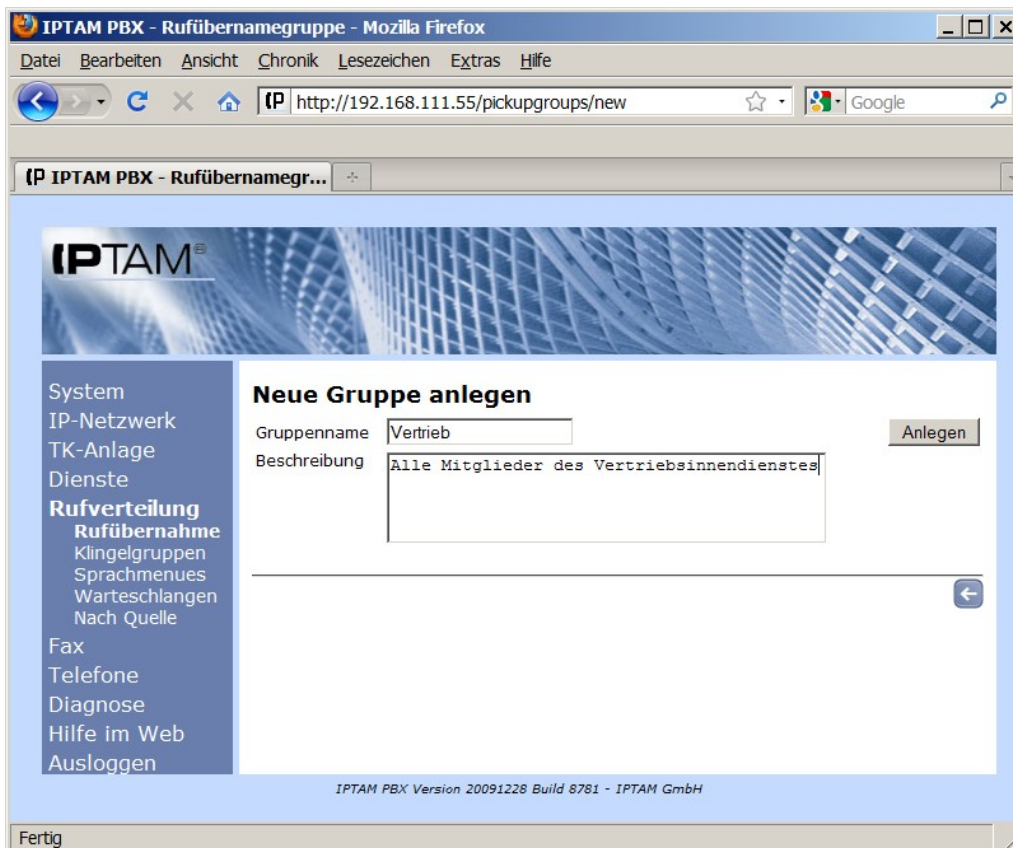 IPTAM PBX - Rufübernamegruppe - Mozilla Firefox
Datei Bearbeiten Ansicht Chronik Lesezeichen Extras Hilfe
(P http://192.168.111.55/pickupgroups/new Google
(P IPTAM PBX - Rufübernamegr...
IPTAM®
System
IP-Netzwerk
TK-Anlage
Dienste
Rufverteilung
Rufübernahme
Klingelgruppen
Sprachmenues
Warteschlangen
Nach Quelle
Fax
Telefone
Diagnose
Hilfe im Web
Ausloggen
Neue Gruppe anlegen
Gruppenname Vertrieb Anlegen
Beschreibung Alle Mitglieder des Vertriebsinnendienstes
IPTAM PBX Version 20091228 Build 8781 - IPTAM GmbH
Fertig